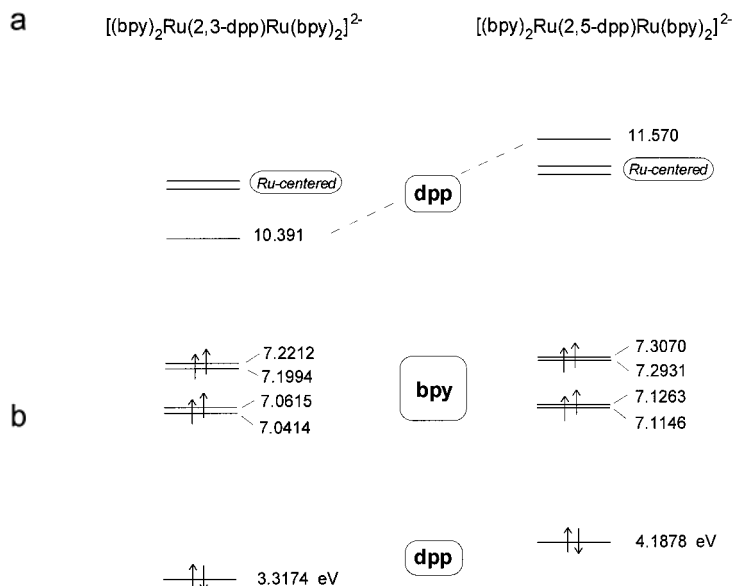 a
[(bpy)2Ru(2,3-dpp)Ru(bpy)2]2-
[(bpy)2Ru(2,5-dpp)Ru(bpy)2]2-
11.570
Ru-centered
Ru-centered
dpp
10.391
7.2212
7.1994
7.0615
7.0414
bpy
7.3070
7.2931
7.1263
7.1146
b
4.1878 eV
dpp
3.3174 eV